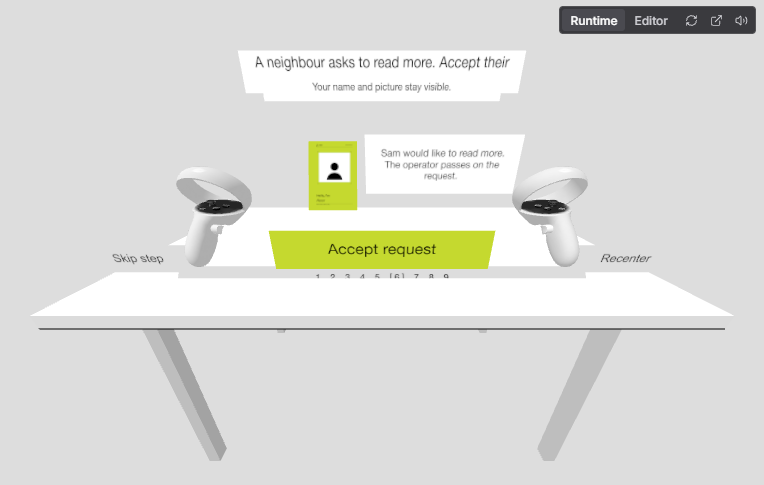 Runtime Editor
A neighbour asks to read more. Accept their
Your name and picture stay visible.
Sam would like to read more.
The operator passes on the
request.
Accept request
Skip step
Recenter
1 2 3 4 5 [6] 7 8 9